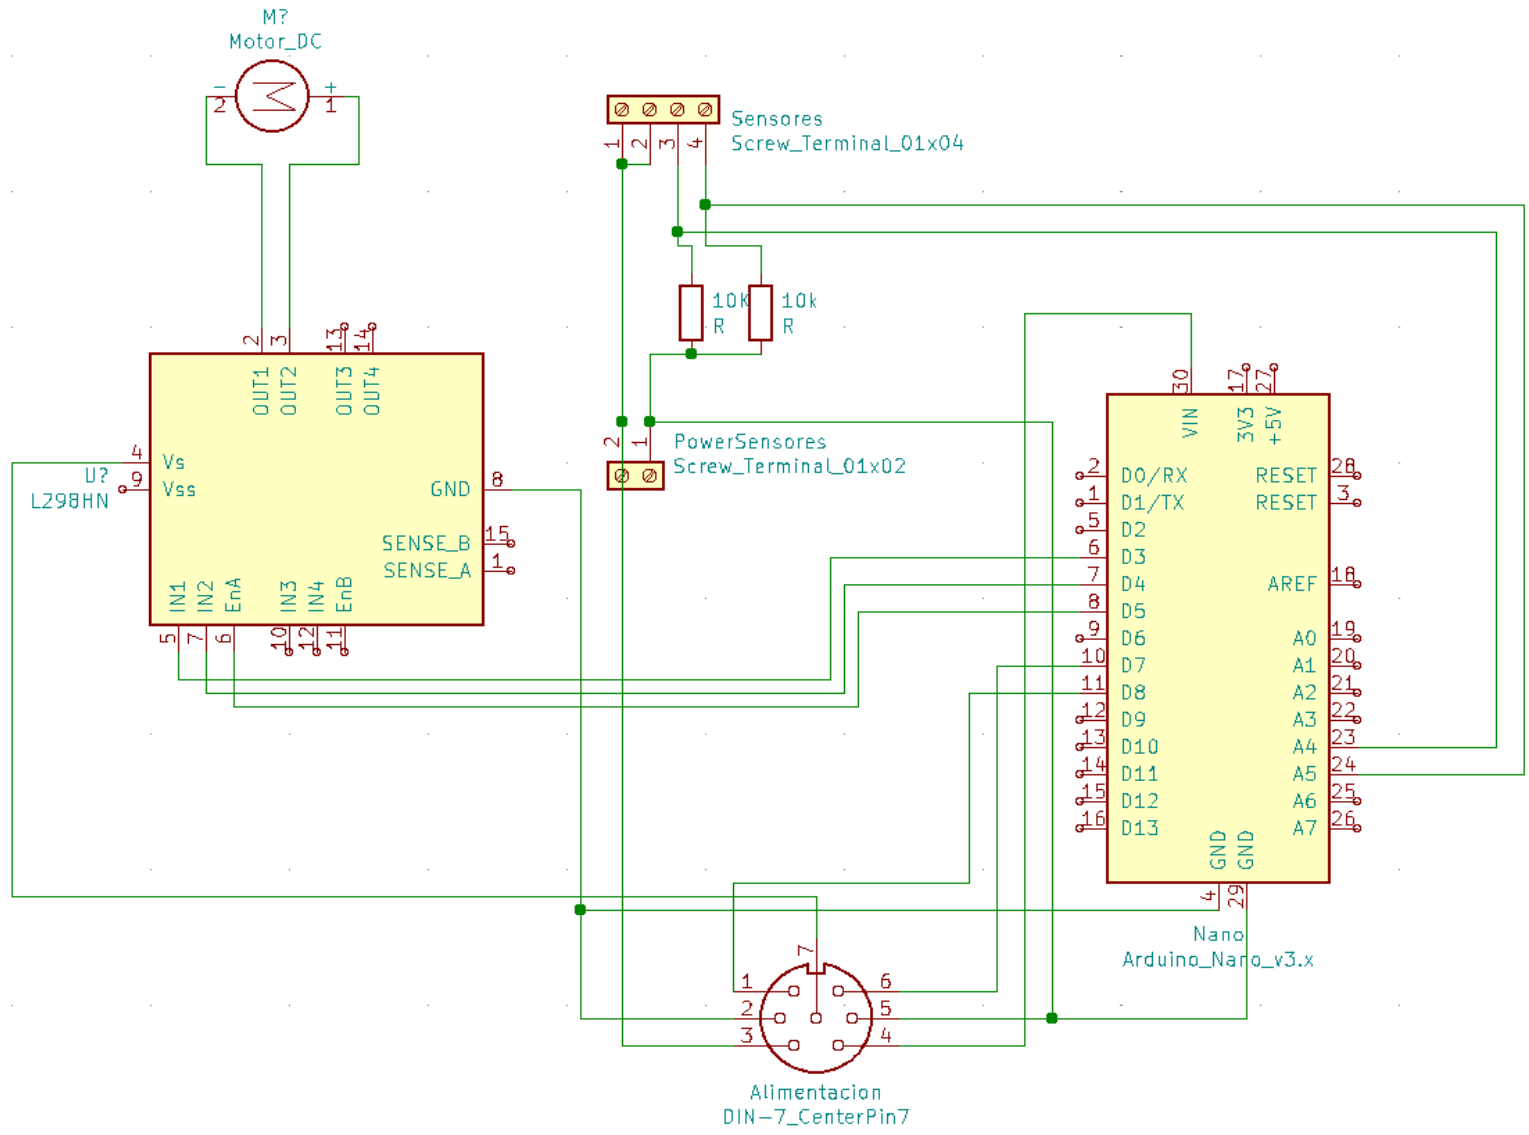 M?
Motor_DC
- +
2 1
Sensores
Screw_Terminal_01x04
1 2 3 4
10K
R
10k
R
2 3 13 14
OUT1 OUT2 OUT3 OUT4
4 Vs
U?
9 Vss
L298HN
GND 8
SENSE_B 15
SENSE_A 1
IN1 IN2 EnA IN3 IN4 EnB
5 7 6 10 12 11
2 1
PowerSensores
Screw_Terminal_01x02
30 17 27
VIN 3V3 +5V
2 D0/RX RESET 28
1 D1/TX RESET 3
5 D2
6 D3
7 D4 AREF 18
8 D5
9 D6 A0 19
10 D7 A1 20
11 D8 A2 21
12 D9 A3 22
13 D10 A4 23
14 D11 A5 24
15 D12 A6 25
16 D13 A7 26
GND GND
4 29
Nano
Arduino_Nano_v3.x
7
1 6
2 5
3 4
Alimentacion
DIN-7_CenterPin7